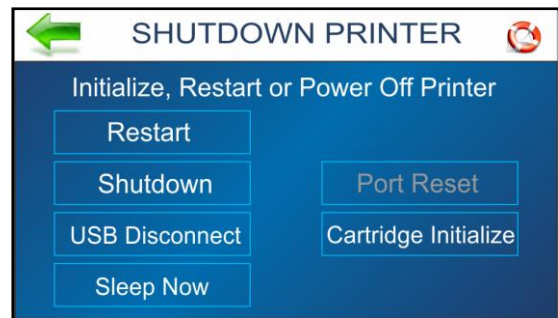 SHUTDOWN PRINTER
Initialize, Restart or Power Off Printer
Restart
Shutdown
Port Reset
USB Disconnect
Cartridge Initialize
Sleep Now